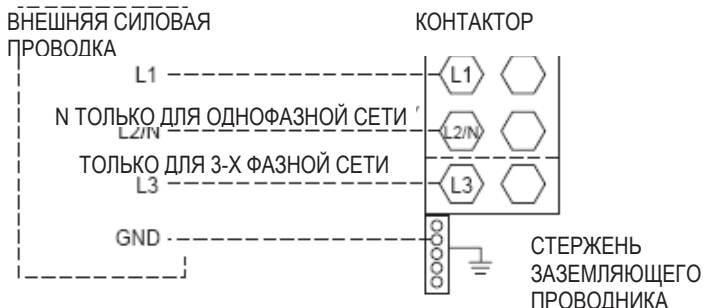 ВНЕШНЯЯ СИЛОВАЯ
ПРОВОДКА
КОНТАКТОР
L1
L1
N ТОЛЬКО ДЛЯ ОДНОФАЗНОЙ СЕТИ
L2/N
L2/N
ТОЛЬКО ДЛЯ 3-Х ФАЗНОЙ СЕТИ
L3
L3
GND
СТЕРЖЕНЬ
ЗАЗЕМЛЯЮЩЕГО
ПРОВОДНИКА